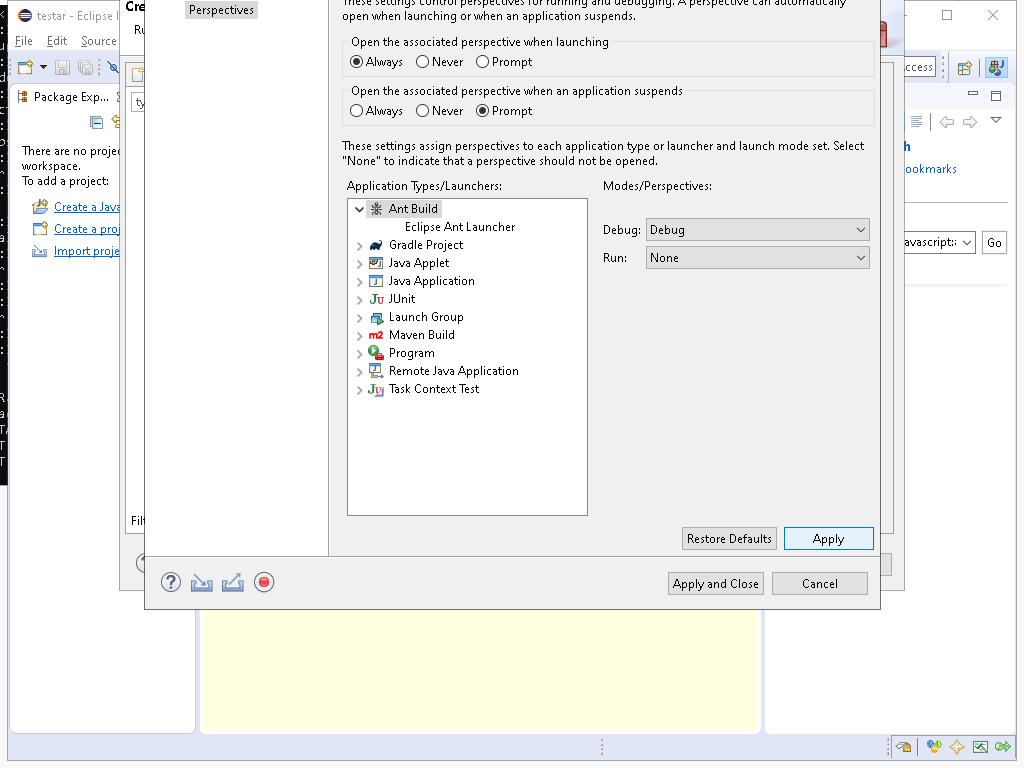 testar - Eclipse I
File Edit Source
Package Exp...
There are no proje
workspace.
To add a project:
Create a Java
Create a proj
Import proje
Cre
Ru
ty
Filt
Perspectives
These settings control perspectives for running and debugging. A perspective can automatically
open when launching or when an application suspends.
Open the associated perspective when launching
Always Never Prompt
Open the associated perspective when an application suspends
Always Never Prompt
These settings assign perspectives to each application type or launcher and launch mode set. Select
"None" to indicate that a perspective should not be opened.
Application Types/Launchers:
Ant Build
Eclipse Ant Launcher
Gradle Project
Java Applet
Java Application
JUnit
Launch Group
Maven Build
Program
Remote Java Application
Task Context Test
Modes/Perspectives:
Debug: Debug
Run: None
Restore Defaults Apply
Apply and Close Cancel
ccess
h
ookmarks
avascript:: Go